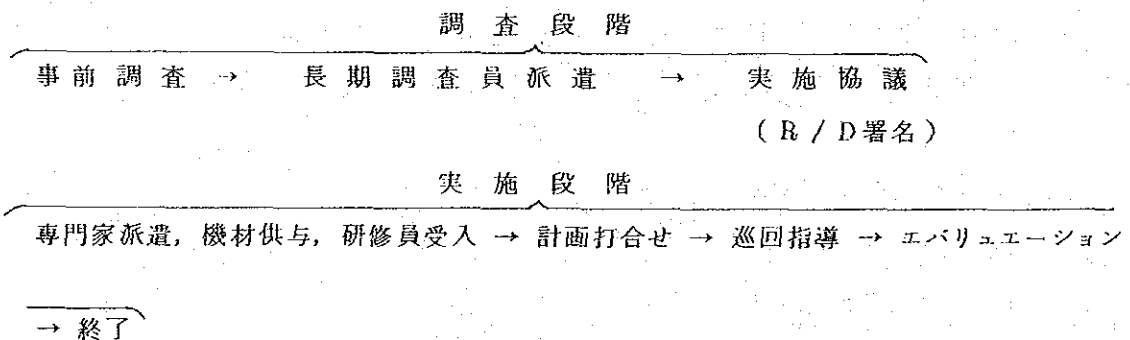 調査段階
事前調査 → 長期調査員派遣 → 実施協議
(R/D署名)
実施段階
専門家派遣, 機材供与, 研修員受入 → 計画打合せ → 巡回指導 → エバリュエーション
→ 終了